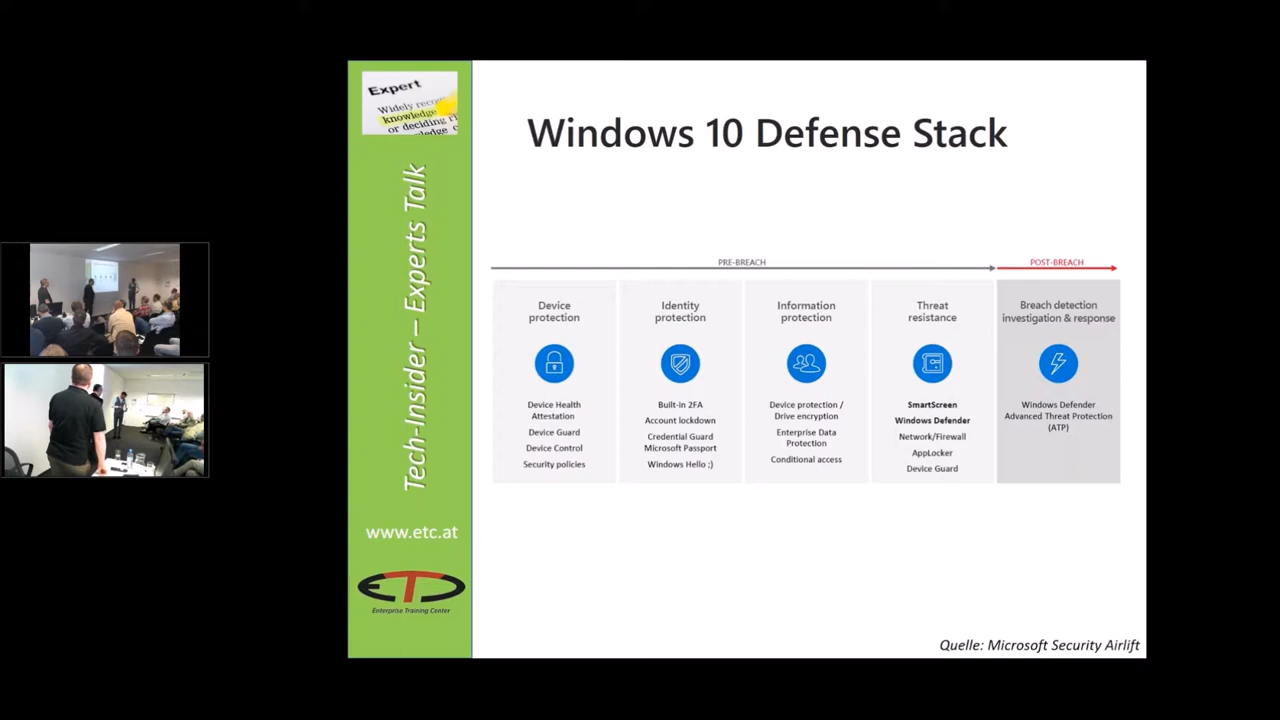 Expert
Widely reco
knowledge
or deciding ri
Tech-Insider – Experts Talk
www.etc.at
ETC
Enterprise Training Center
Windows 10 Defense Stack
PRE-BREACH
POST-BREACH
Device
protection
Device Health
Attestation
Device Guard
Device Control
Security policies
Identity
protection
Built-in 2FA
Account lockdown
Credential Guard
Microsoft Passport
Windows Hello ;)
Information
protection
Device protection /
Drive encryption
Enterprise Data
Protection
Conditional access
Threat
resistance
SmartScreen
Windows Defender
Network/Firewall
AppLocker
Device Guard
Breach detection
investigation & response
Windows Defender
Advanced Threat Protection
(ATP)
Quelle: Microsoft Security Airlift